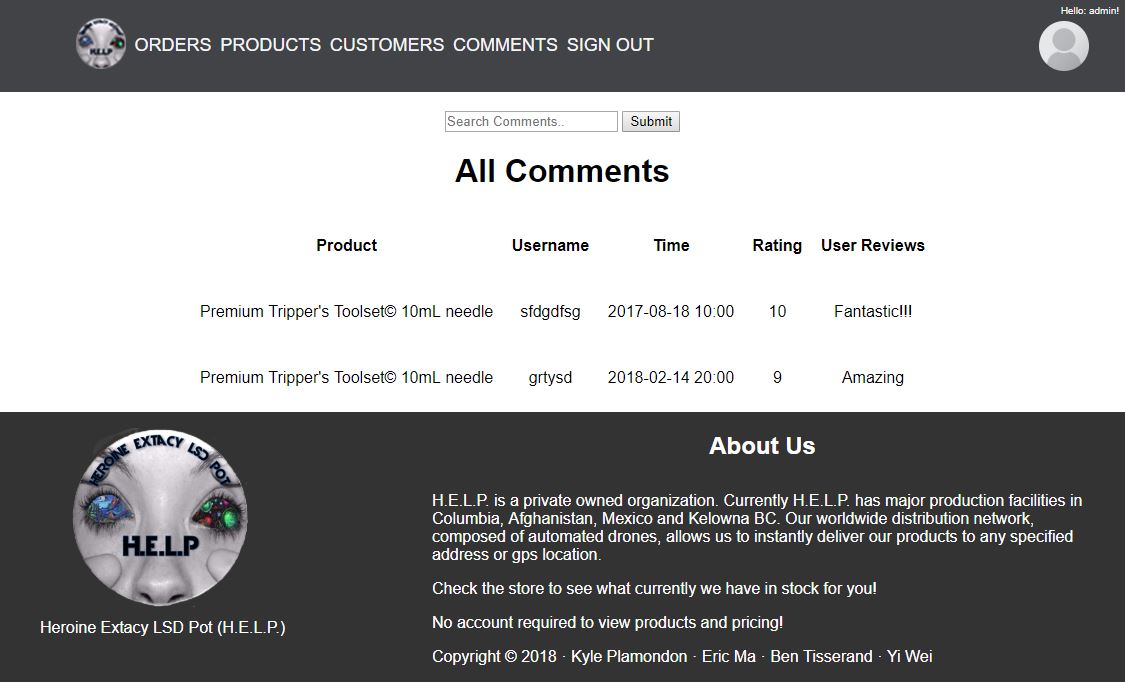 Hello: admin!
H.E.L.P
ORDERS PRODUCTS CUSTOMERS COMMENTS SIGN OUT
Search Comments.. Submit
All Comments
Product Username Time Rating User Reviews
Premium Tripper's Toolset© 10mL needle sfdgdfsg 2017-08-18 10:00 10 Fantastic!!!
Premium Tripper's Toolset© 10mL needle grtysd 2018-02-14 20:00 9 Amazing
HEROINE EXTACY LSD POT
H.E.L.P
Heroine Extacy LSD Pot (H.E.L.P.)
About Us
H.E.L.P. is a private owned organization. Currently H.E.L.P. has major production facilities in
Columbia, Afghanistan, Mexico and Kelowna BC. Our worldwide distribution network,
composed of automated drones, allows us to instantly deliver our products to any specified
address or gps location.
Check the store to see what currently we have in stock for you!
No account required to view products and pricing!
Copyright © 2018 · Kyle Plamondon · Eric Ma · Ben Tisserand · Yi Wei